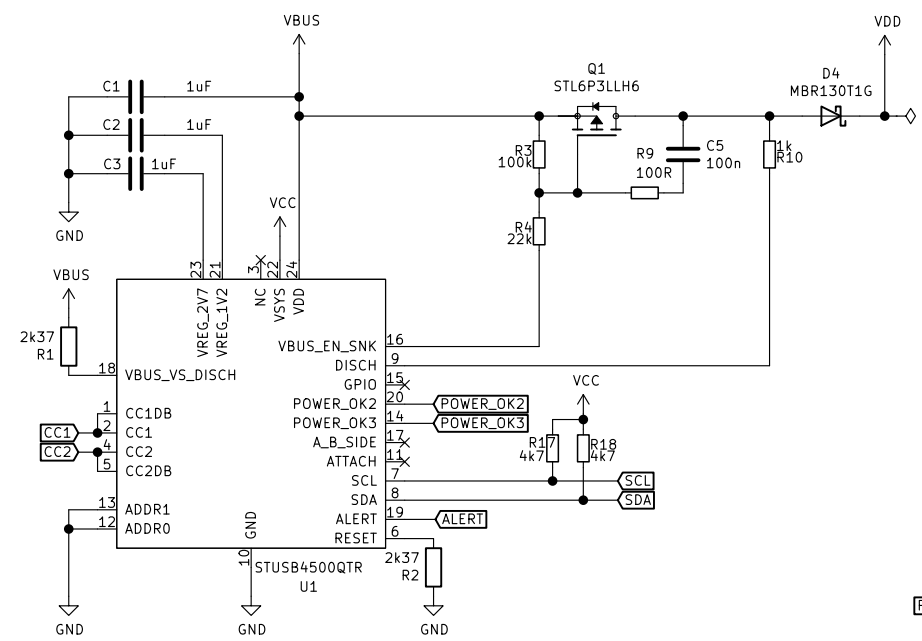 VBUS
VDD
C1 1uF
C2 1uF
C3 1uF
GND
VCC
Q1
STL6P3LLH6
D4
MBR130T1G
R3
100k
R9
100R
C5
100n
1k
R10
R4
22k
VBUS
2k37
R1
23
21
3
22
24
VREG_2V7
VREG_1V2
NC
VSYS
VDD
18 VBUS_VS_DISCH
1 CC1DB
CC1 2 CC1
CC2 4 CC2
5 CC2DB
13 ADDR1
12 ADDR0
VBUS_EN_SNK 16
DISCH 9
GPIO 15
POWER_OK2 20 POWER_OK2
POWER_OK3 14 POWER_OK3
A_B_SIDE 17
ATTACH 11
SCL 7 SCL
SDA 8 SDA
ALERT 19 ALERT
RESET 6
VCC
R17
4k7
R18
4k7
GND
10
STUSB4500QTR
U1
2k37
R2
GND
GND
GND